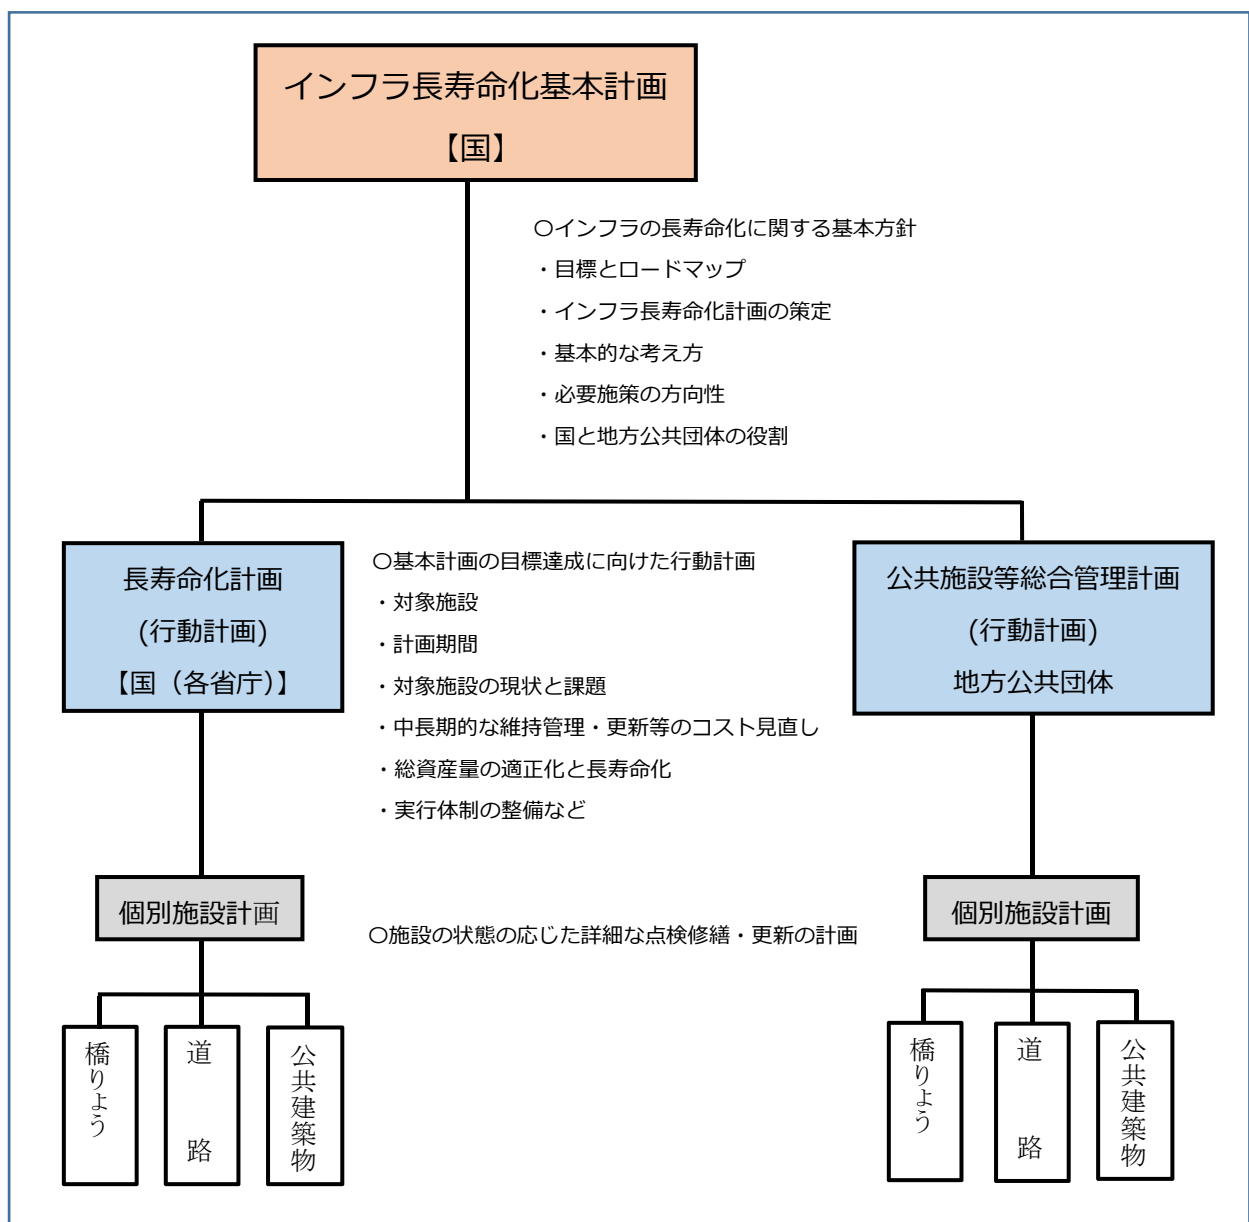 インフラ長寿命化基本計画
【国】
〇インフラの長寿命化に関する基本方針
・目標とロードマップ
・インフラ長寿命化計画の策定
・基本的な考え方
・必要施策の方向性
・国と地方公共団体の役割
長寿命化計画
(行動計画)
【国（各省庁)】
〇基本計画の目標達成に向けた行動計画
・対象施設
・計画期間
・対象施設の現状と課題
・中長期的な維持管理・更新等のコスト見直し
・総資産量の適正化と長寿命化
・実行体制の整備など
公共施設等総合管理計画
(行動計画)
地方公共団体
個別施設計画
〇施設の状態の応じた詳細な点検修繕・更新の計画
個別施設計画
橋りょう
道路
公共建築物
橋りょう
道路
公共建築物